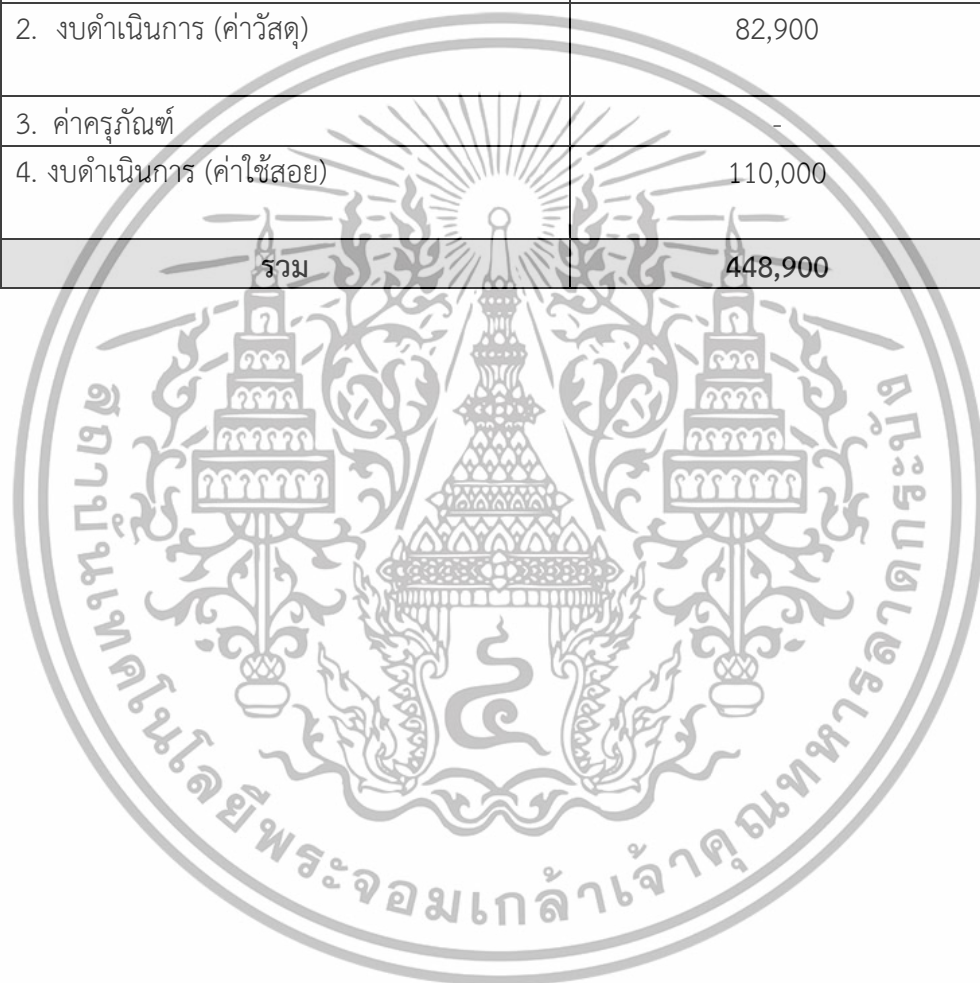 2. งบดำเนินการ (ค่าวัสดุ) 82,900
3. ค่าครุภัณฑ์ -
4. งบดำเนินการ (ค่าใช้สอย) 110,000
รวม 448,900
๔
สถาบันเทคโนโลยีพระจอมเกล้าเจ้าคุณทหารลาดกระบัง